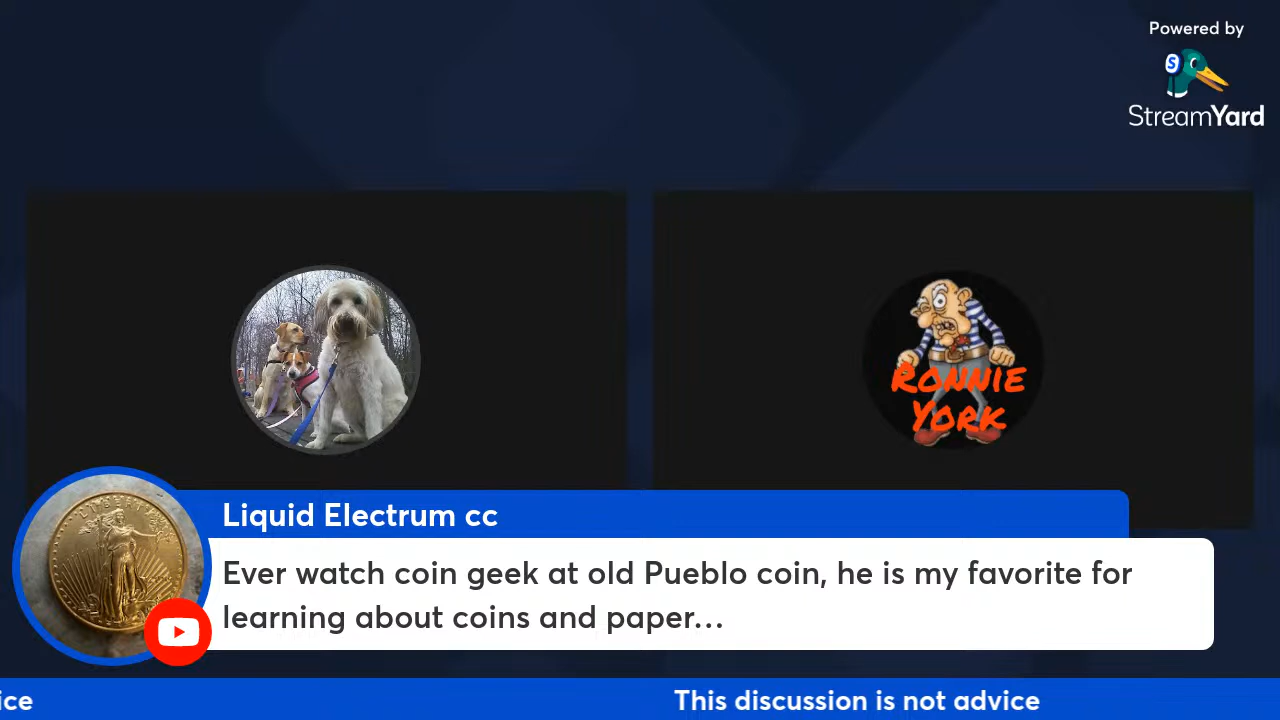 Powered by
S
StreamYard
RONNIE
YORK
LIBERTY
Liquid Electrum cc
Ever watch coin geek at old Pueblo coin, he is my favorite for
learning about coins and paper...
ice
This discussion is not advice